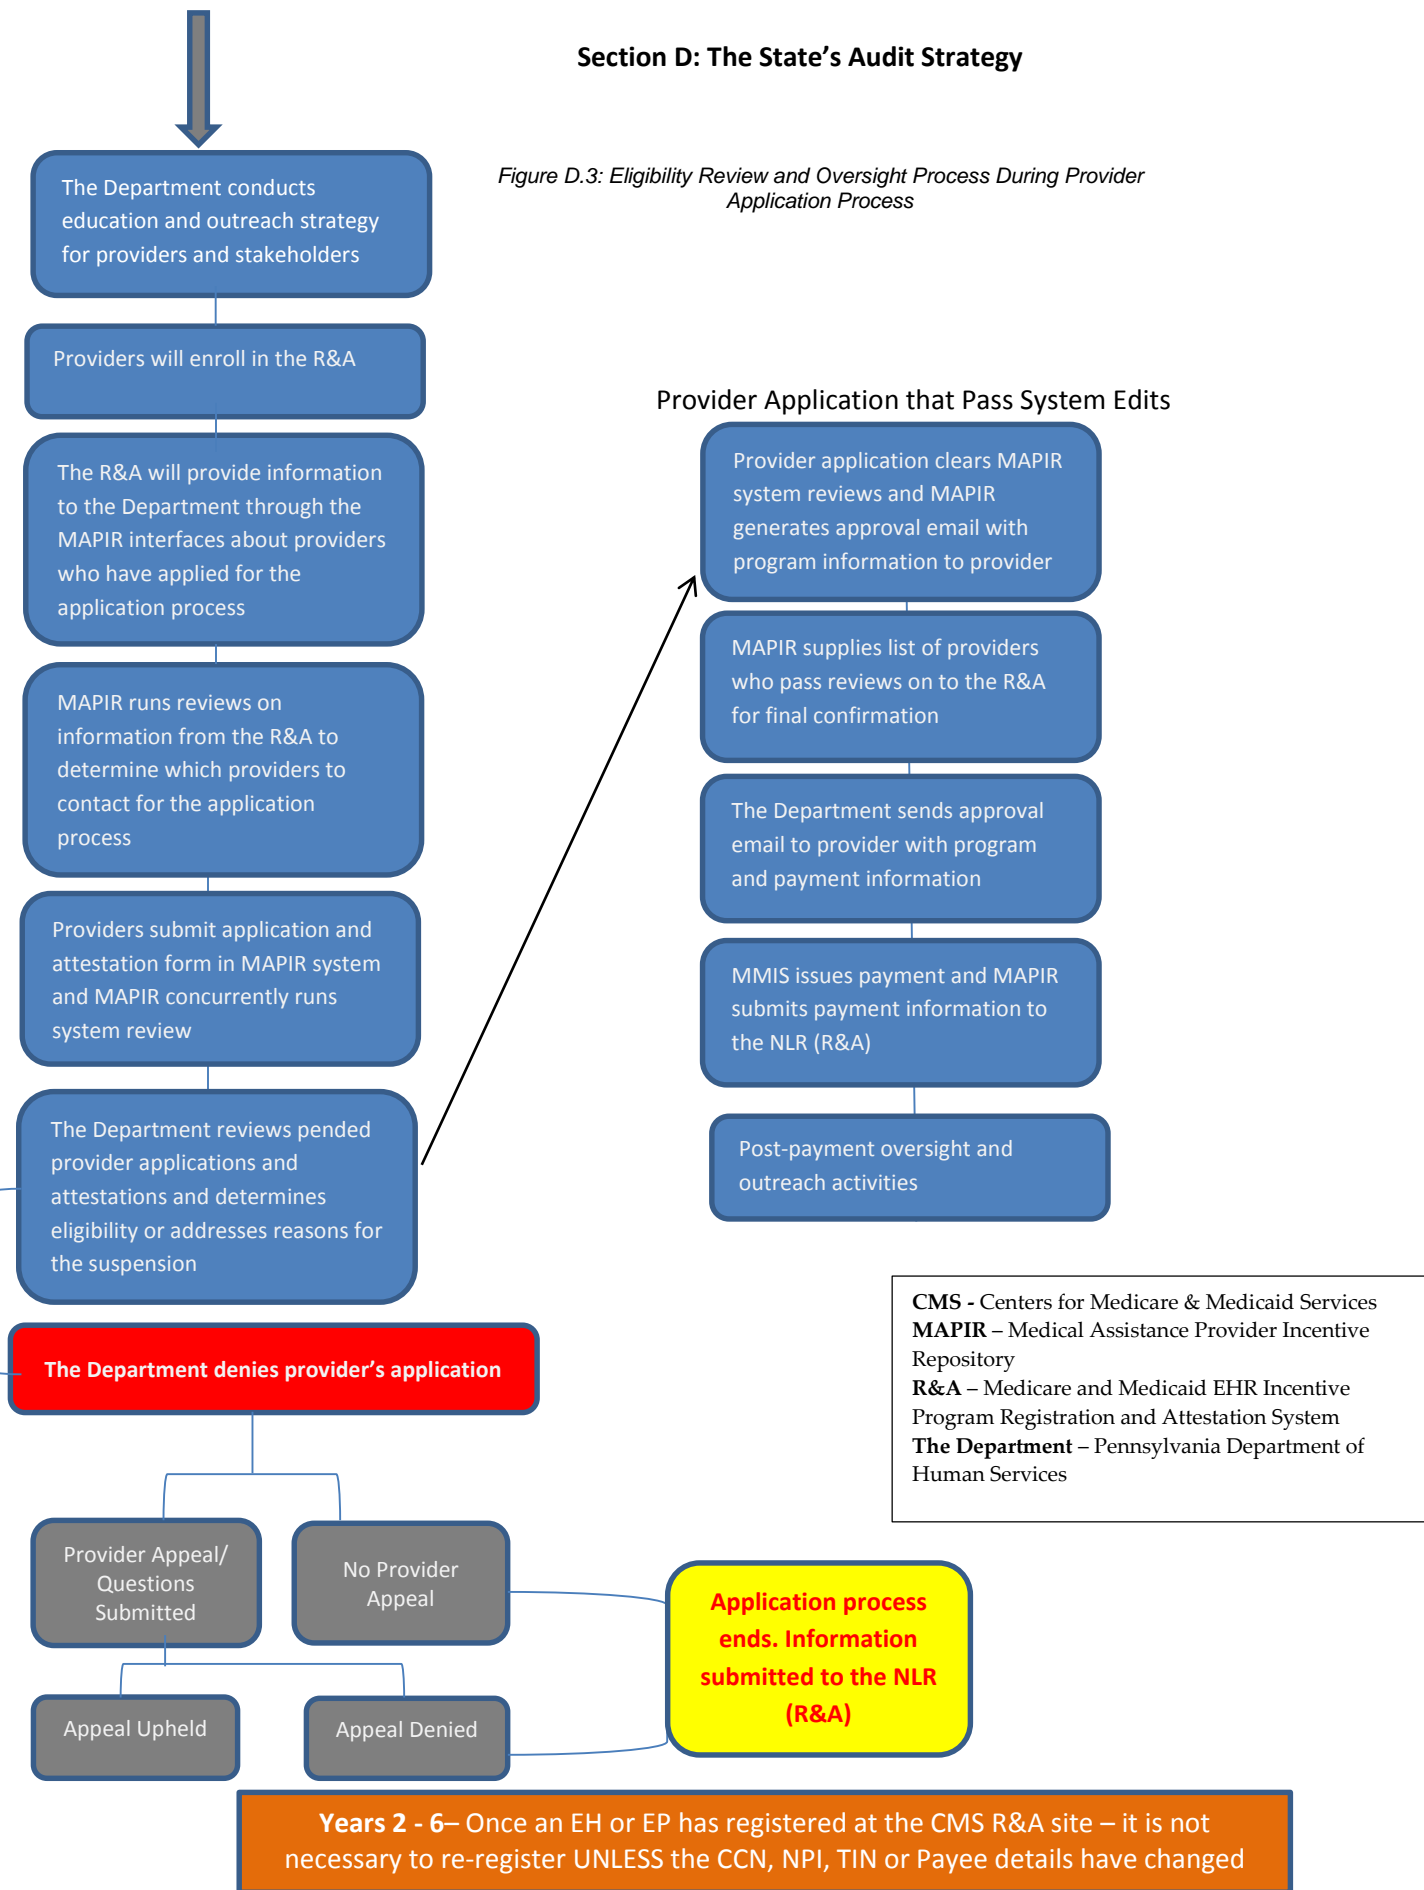 Section D: The State's Audit Strategy
Figure D.3: Eligibility Review and Oversight Process During Provider
Application Process
The Department conducts
education and outreach strategy
for providers and stakeholders
Providers will enroll in the R&A
The R&A will provide information
to the Department through the
MAPIR interfaces about providers
who have applied for the
application process
MAPIR runs reviews on
information from the R&A to
determine which providers to
contact for the application
process
Providers submit application and
attestation form in MAPIR system
and MAPIR concurrently runs
system review
The Department reviews pended
provider applications and
attestations and determines
eligibility or addresses reasons for
the suspension
Provider Application that Pass System Edits
Provider application clears MAPIR
system reviews and MAPIR
generates approval email with
program information to provider
MAPIR supplies list of providers
who pass reviews on to the R&A
for final confirmation
The Department sends approval
email to provider with program
and payment information
MMIS issues payment and MAPIR
submits payment information to
the NLR (R&A)
Post-payment oversight and
outreach activities
CMS - Centers for Medicare & Medicaid Services
MAPIR – Medical Assistance Provider Incentive
Repository
R&A – Medicare and Medicaid EHR Incentive
Program Registration and Attestation System
The Department – Pennsylvania Department of
Human Services
The Department denies provider's application
Provider Appeal/
Questions
Submitted
No Provider
Appeal
Appeal Upheld
Appeal Denied
Application process
ends. Information
submitted to the NLR
(R&A)
Years 2 - 6– Once an EH or EP has registered at the CMS R&A site – it is not
necessary to re-register UNLESS the CCN, NPI, TIN or Payee details have changed